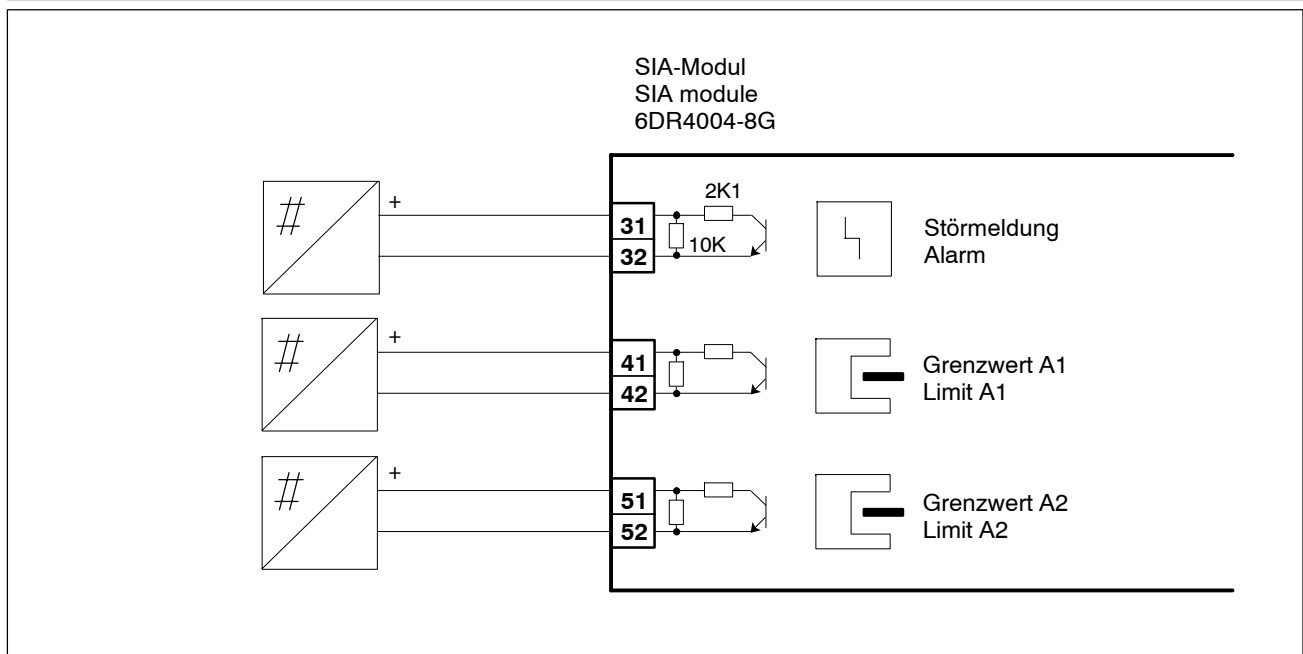 SIA-Modul
SIA module
6DR4004-8G
#
+
31
32
2K1
10K
Störmeldung
Alarm
#
+
41
42
Grenzwert A1
Limit A1
#
+
51
52
Grenzwert A2
Limit A2